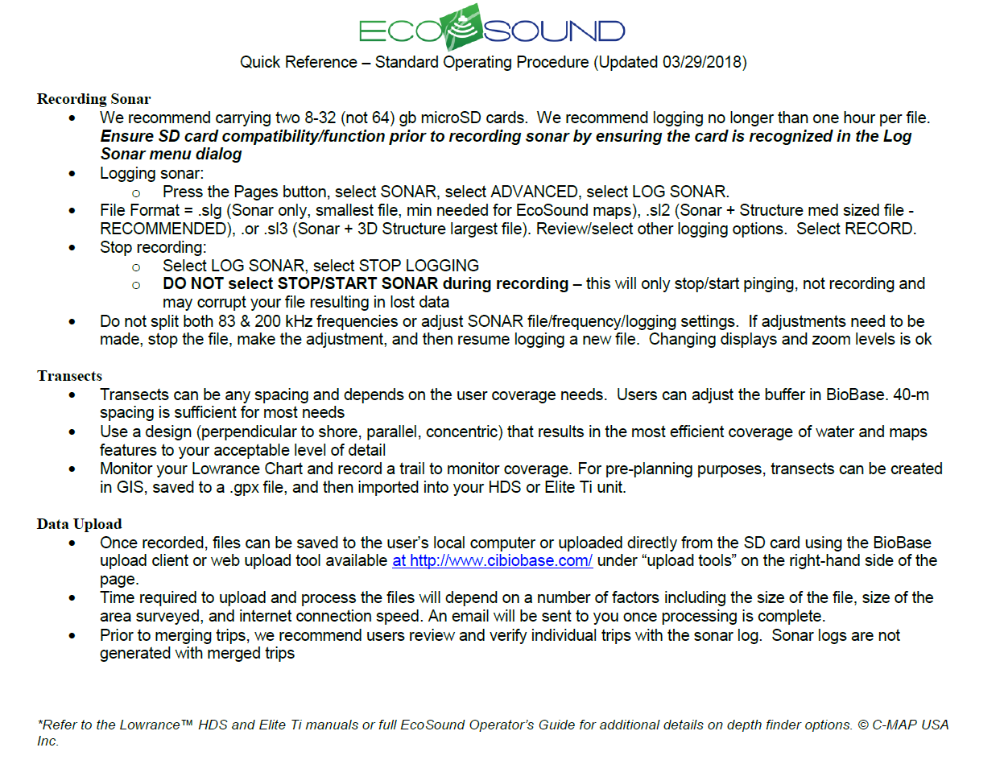 ECOSOUND
Quick Reference – Standard Operating Procedure (Updated 03/29/2018)
Recording Sonar
• We recommend carrying two 8-32 (not 64) gb microSD cards.  We recommend logging no longer than one hour per file.
Ensure SD card compatibility/function prior to recording sonar by ensuring the card is recognized in the Log
Sonar menu dialog
• Logging sonar:
o Press the Pages button, select SONAR, select ADVANCED, select LOG SONAR.
• File Format = .slg (Sonar only, smallest file, min needed for EcoSound maps), .sl2 (Sonar + Structure med sized file -
RECOMMENDED), .or .sl3 (Sonar + 3D Structure largest file). Review/select other logging options.  Select RECORD.
• Stop recording:
o Select LOG SONAR, select STOP LOGGING
o DO NOT select STOP/START SONAR during recording – this will only stop/start pinging, not recording and
may corrupt your file resulting in lost data
• Do not split both 83 & 200 kHz frequencies or adjust SONAR file/frequency/logging settings.  If adjustments need to be
made, stop the file, make the adjustment, and then resume logging a new file.  Changing displays and zoom levels is ok
Transects
• Transects can be any spacing and depends on the user coverage needs.  Users can adjust the buffer in BioBase. 40-m
spacing is sufficient for most needs
• Use a design (perpendicular to shore, parallel, concentric) that results in the most efficient coverage of water and maps
features to your acceptable level of detail
• Monitor your Lowrance Chart and record a trail to monitor coverage. For pre-planning purposes, transects can be created
in GIS, saved to a .gpx file, and then imported into your HDS or Elite Ti unit.
Data Upload
• Once recorded, files can be saved to the user’s local computer or uploaded directly from the SD card using the BioBase
upload client or web upload tool available at http://www.cibiobase.com/ under “upload tools” on the right-hand side of the
page.
• Time required to upload and process the files will depend on a number of factors including the size of the file, size of the
area surveyed, and internet connection speed. An email will be sent to you once processing is complete.
• Prior to merging trips, we recommend users review and verify individual trips with the sonar log.  Sonar logs are not
generated with merged trips
*Refer to the Lowrance™ HDS and Elite Ti manuals or full EcoSound Operator’s Guide for additional details on depth finder options. © C-MAP USA
Inc.